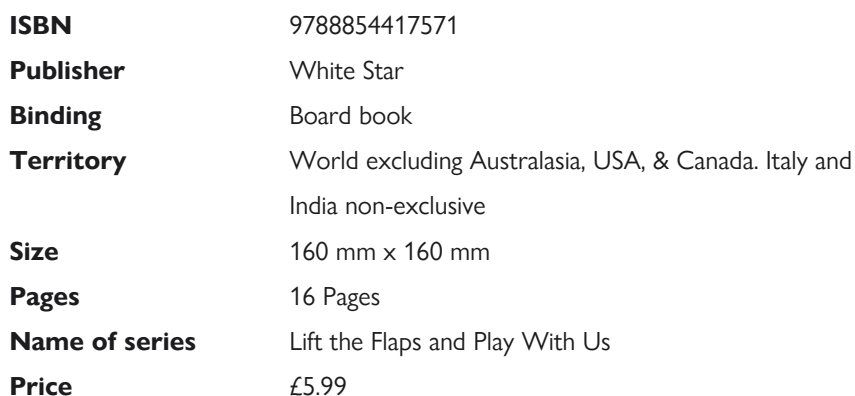 ISBN 9788854417571
Publisher White Star
Binding Board book
Territory World excluding Australasia, USA, & Canada. Italy and
India non-exclusive
Size 160 mm x 160 mm
Pages 16 Pages
Name of series Lift the Flaps and Play With Us
Price £5.99